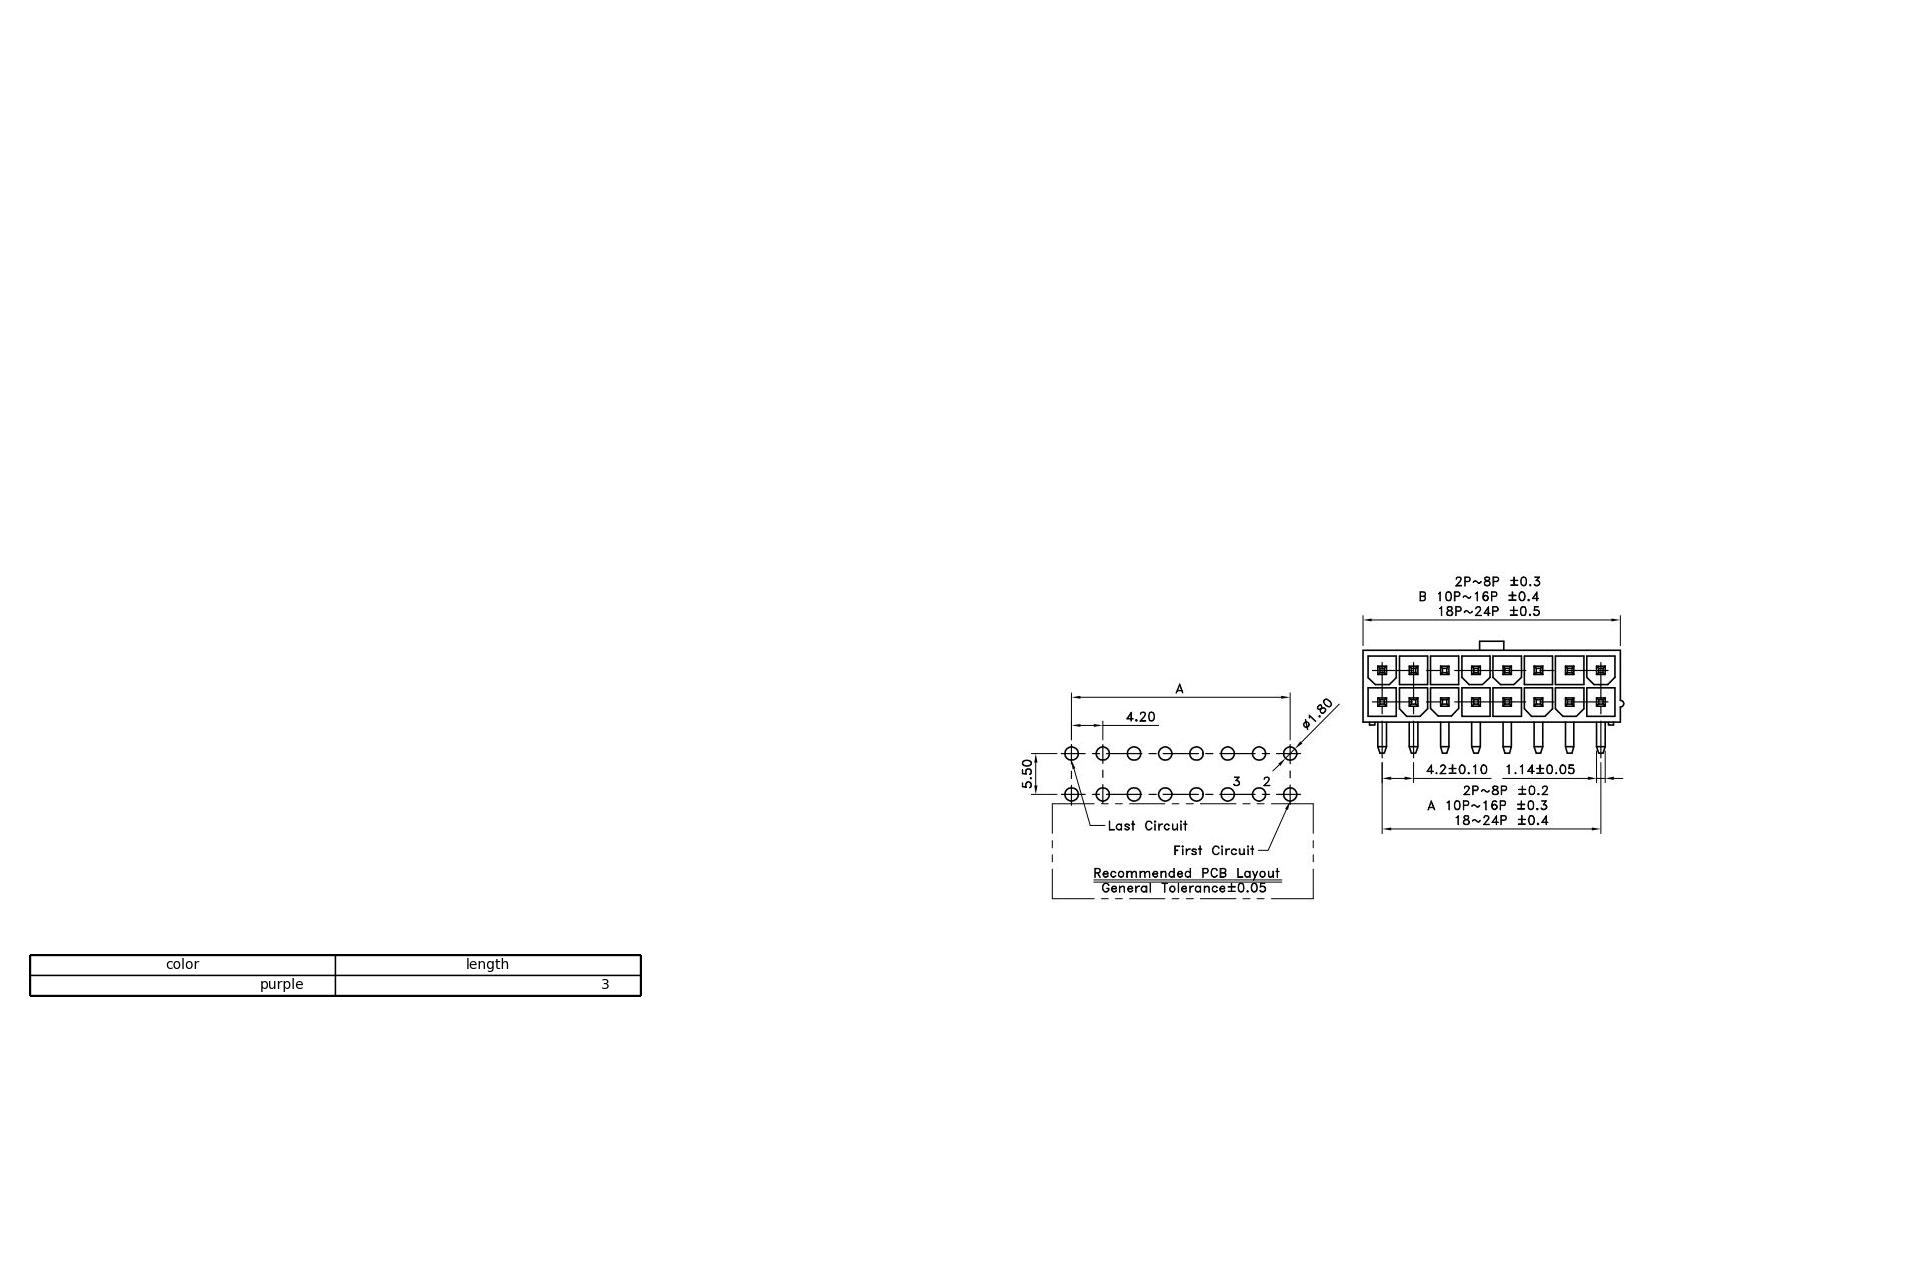 2P~8P ±0.3
B 10P~16P ±0.4
18P~24P ±0.5
A
4.20
ø1.80
5.50
3 2
Last Circuit
First Circuit
Recommended PCB Layout
General Tolerance±0.05
4.2±0.10 1.14±0.05
2P~8P ±0.2
A 10P~16P ±0.3
18~24P ±0.4
color length
purple 3